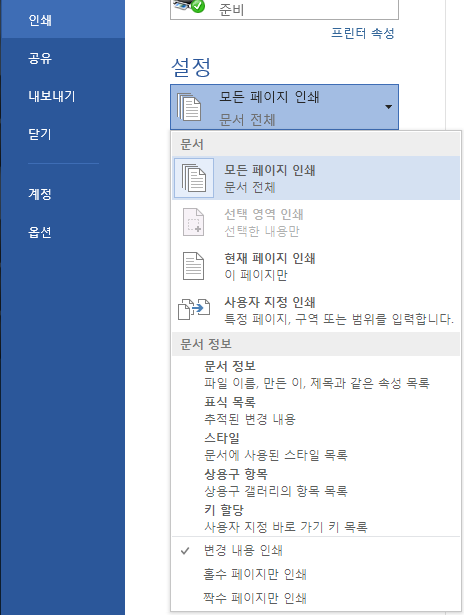 인쇄
공유
내보내기
닫기
계정
옵션
준비
프린터 속성
설정
모든 페이지 인쇄
문서 전체
문서
모든 페이지 인쇄
문서 전체
선택 영역 인쇄
선택한 내용만
현재 페이지 인쇄
이 페이지만
사용자 지정 인쇄
특정 페이지, 구역 또는 범위를 입력합니다.
문서 정보
문서 정보
파일 이름, 만든 이, 제목과 같은 속성 목록
표식 목록
추적된 변경 내용
스타일
문서에 사용된 스타일 목록
상용구 항목
상용구 갤러리의 항목 목록
키 할당
사용자 지정 바로 가기 키 목록
변경 내용 인쇄
홀수 페이지만 인쇄
짝수 페이지만 인쇄